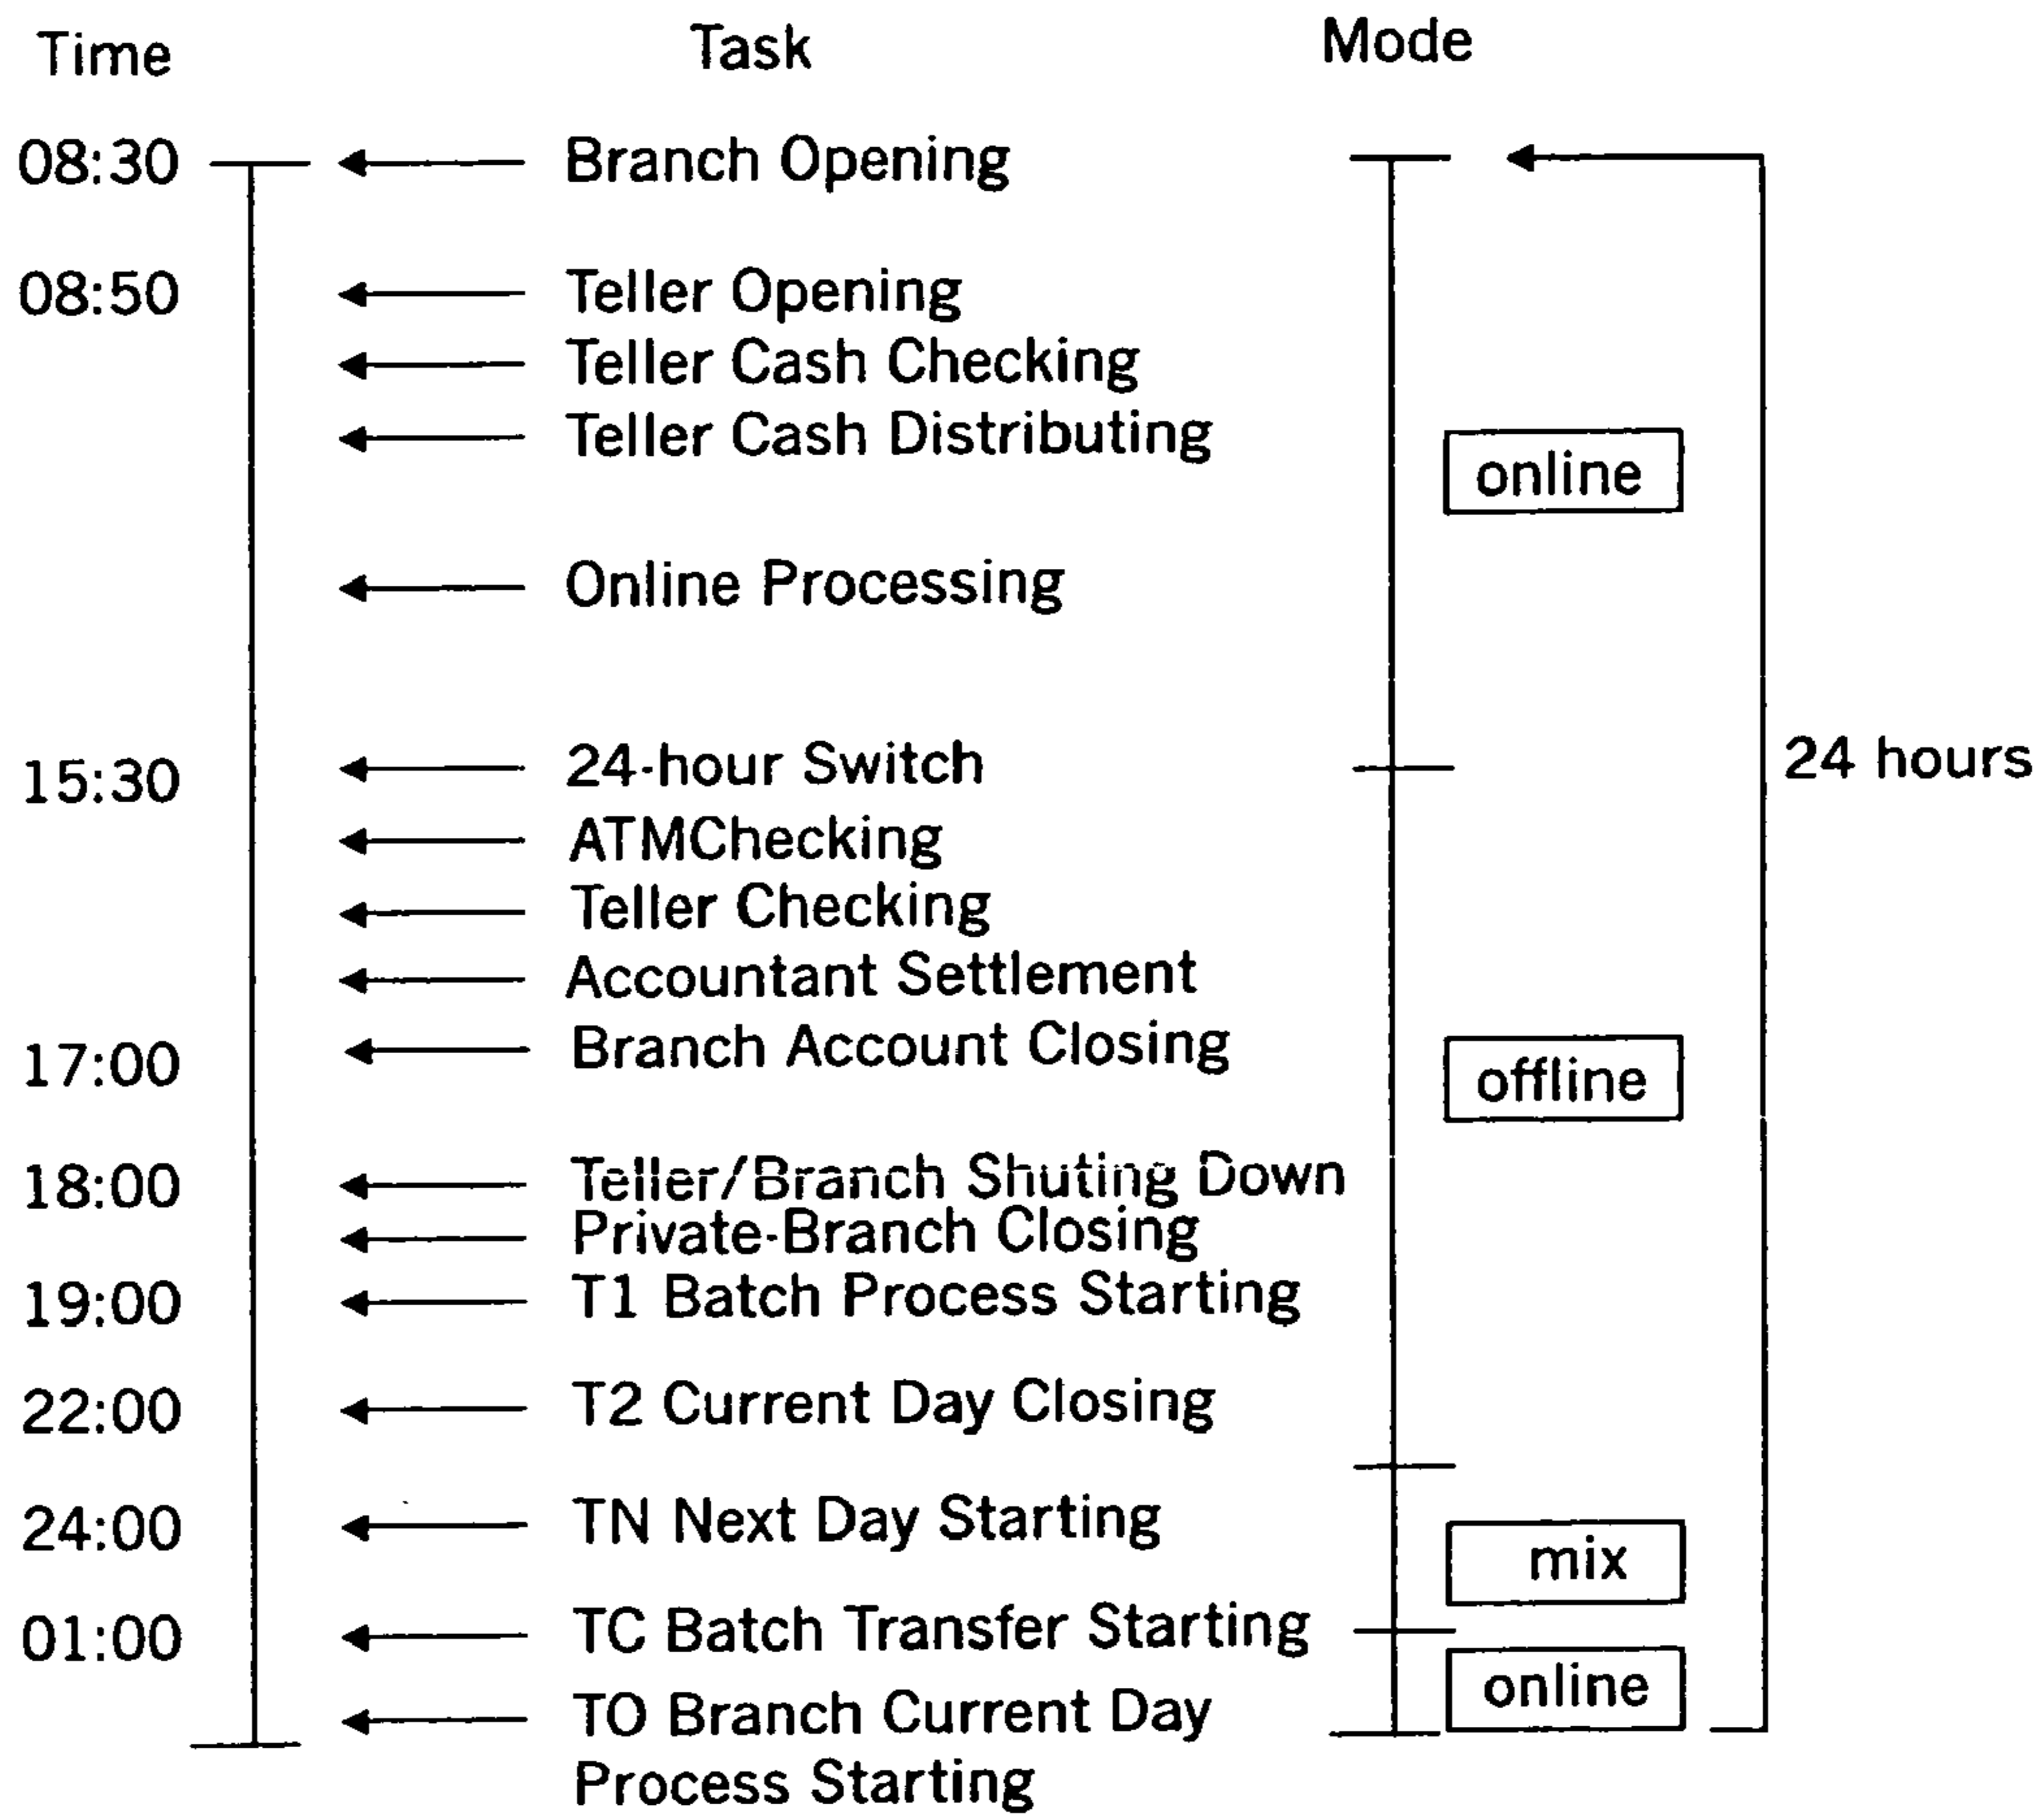 Time Task Mode
08:30 Branch Opening
08:50 Teller Opening
Teller Cash Checking
Teller Cash Distributing
online
Online Processing
15:30 24-hour Switch 24 hours
ATMChecking
Teller Checking
Accountant Settlement
17:00 Branch Account Closing
offline
18:00 Teller/Branch Shuting Down
Private-Branch Closing
19:00 T1 Batch Process Starting
22:00 T2 Current Day Closing
24:00 TN Next Day Starting
mix
01:00 TC Batch Transfer Starting
online
TO Branch Current Day
Process Starting